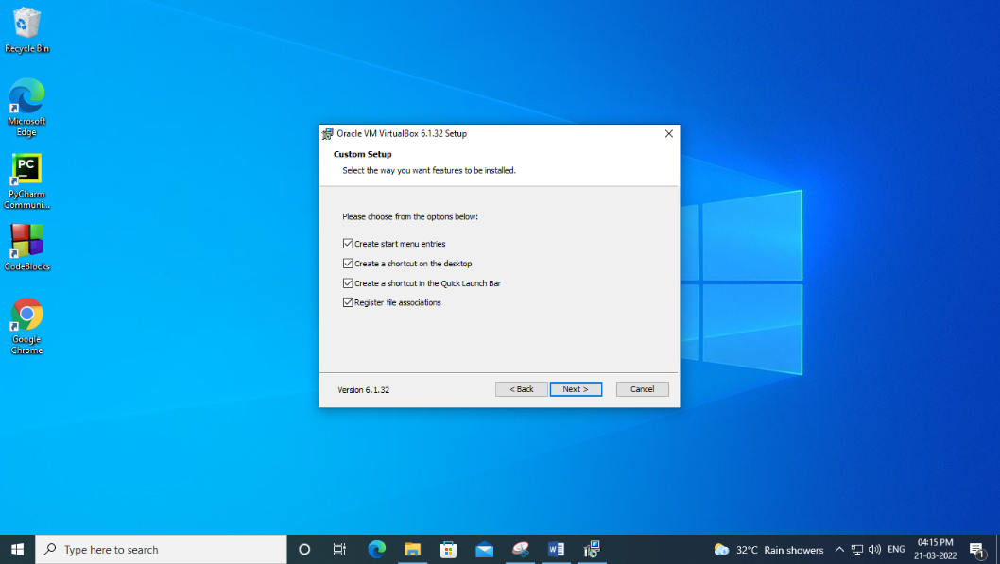 Recycle Bin
Microsoft
Edge
PC
PyCharm
Communi...
CodeBlocks
Google
Chrome
Oracle VM VirtualBox 6.1.32 Setup
Custom Setup
Select the way you want features to be installed.
Please choose from the options below:
Create start menu entries
Create a shortcut on the desktop
Create a shortcut in the Quick Launch Bar
Register file associations
Version 6.1.32
< Back
Next >
Cancel
Type here to search
W
32°C Rain showers
ENG
04:15 PM
21-03-2022
1